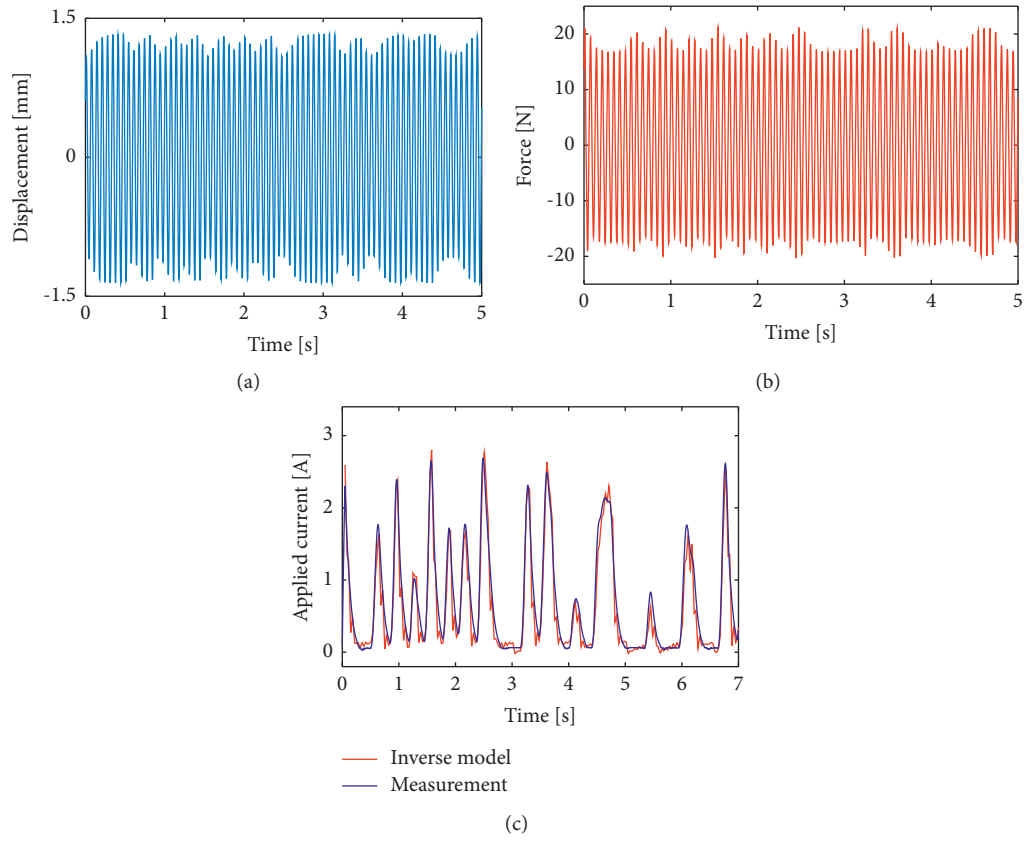 1.5
0
-1.5
Displacement [mm]
0 1 2 3 4 5
Time [s]
(a)
20
10
0
-10
-20
Force [N]
0 1 2 3 4 5
Time [s]
(b)
3
2
1
0
Applied current [A]
0 1 2 3 4 5 6 7
Time [s]
Inverse model
Measurement
(c)